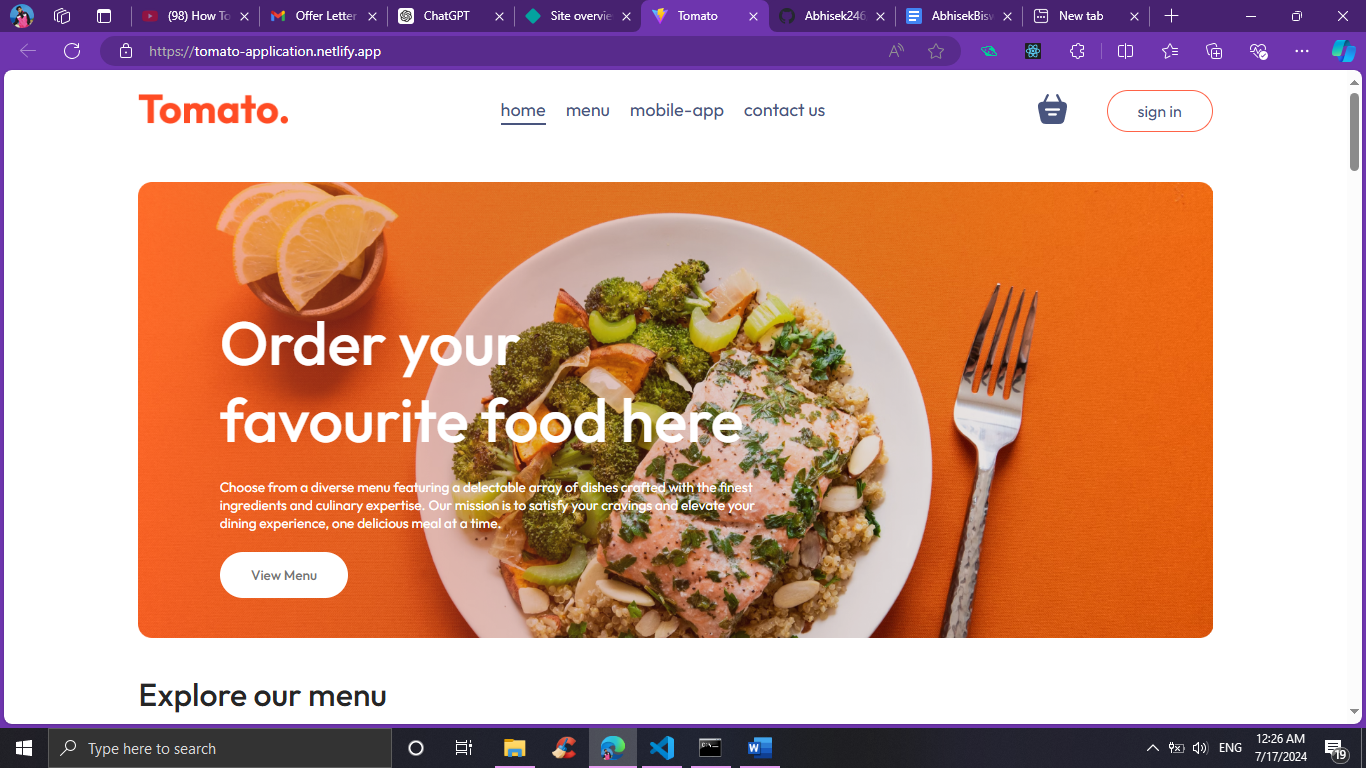 (98) How To
Offer Letter
ChatGPT
Site overvie
Tomato
Abhisek246
AbhisekBisw
New tab
https://tomato-application.netlify.app
Tomato.
home menu mobile-app contact us
sign in
Order your
favourite food here
Choose from a diverse menu featuring a delectable array of dishes crafted with the finest
ingredients and culinary expertise. Our mission is to satisfy your cravings and elevate your
dining experience, one delicious meal at a time.
View Menu
Explore our menu
Type here to search
ENG
12:26 AM
7/17/2024
19